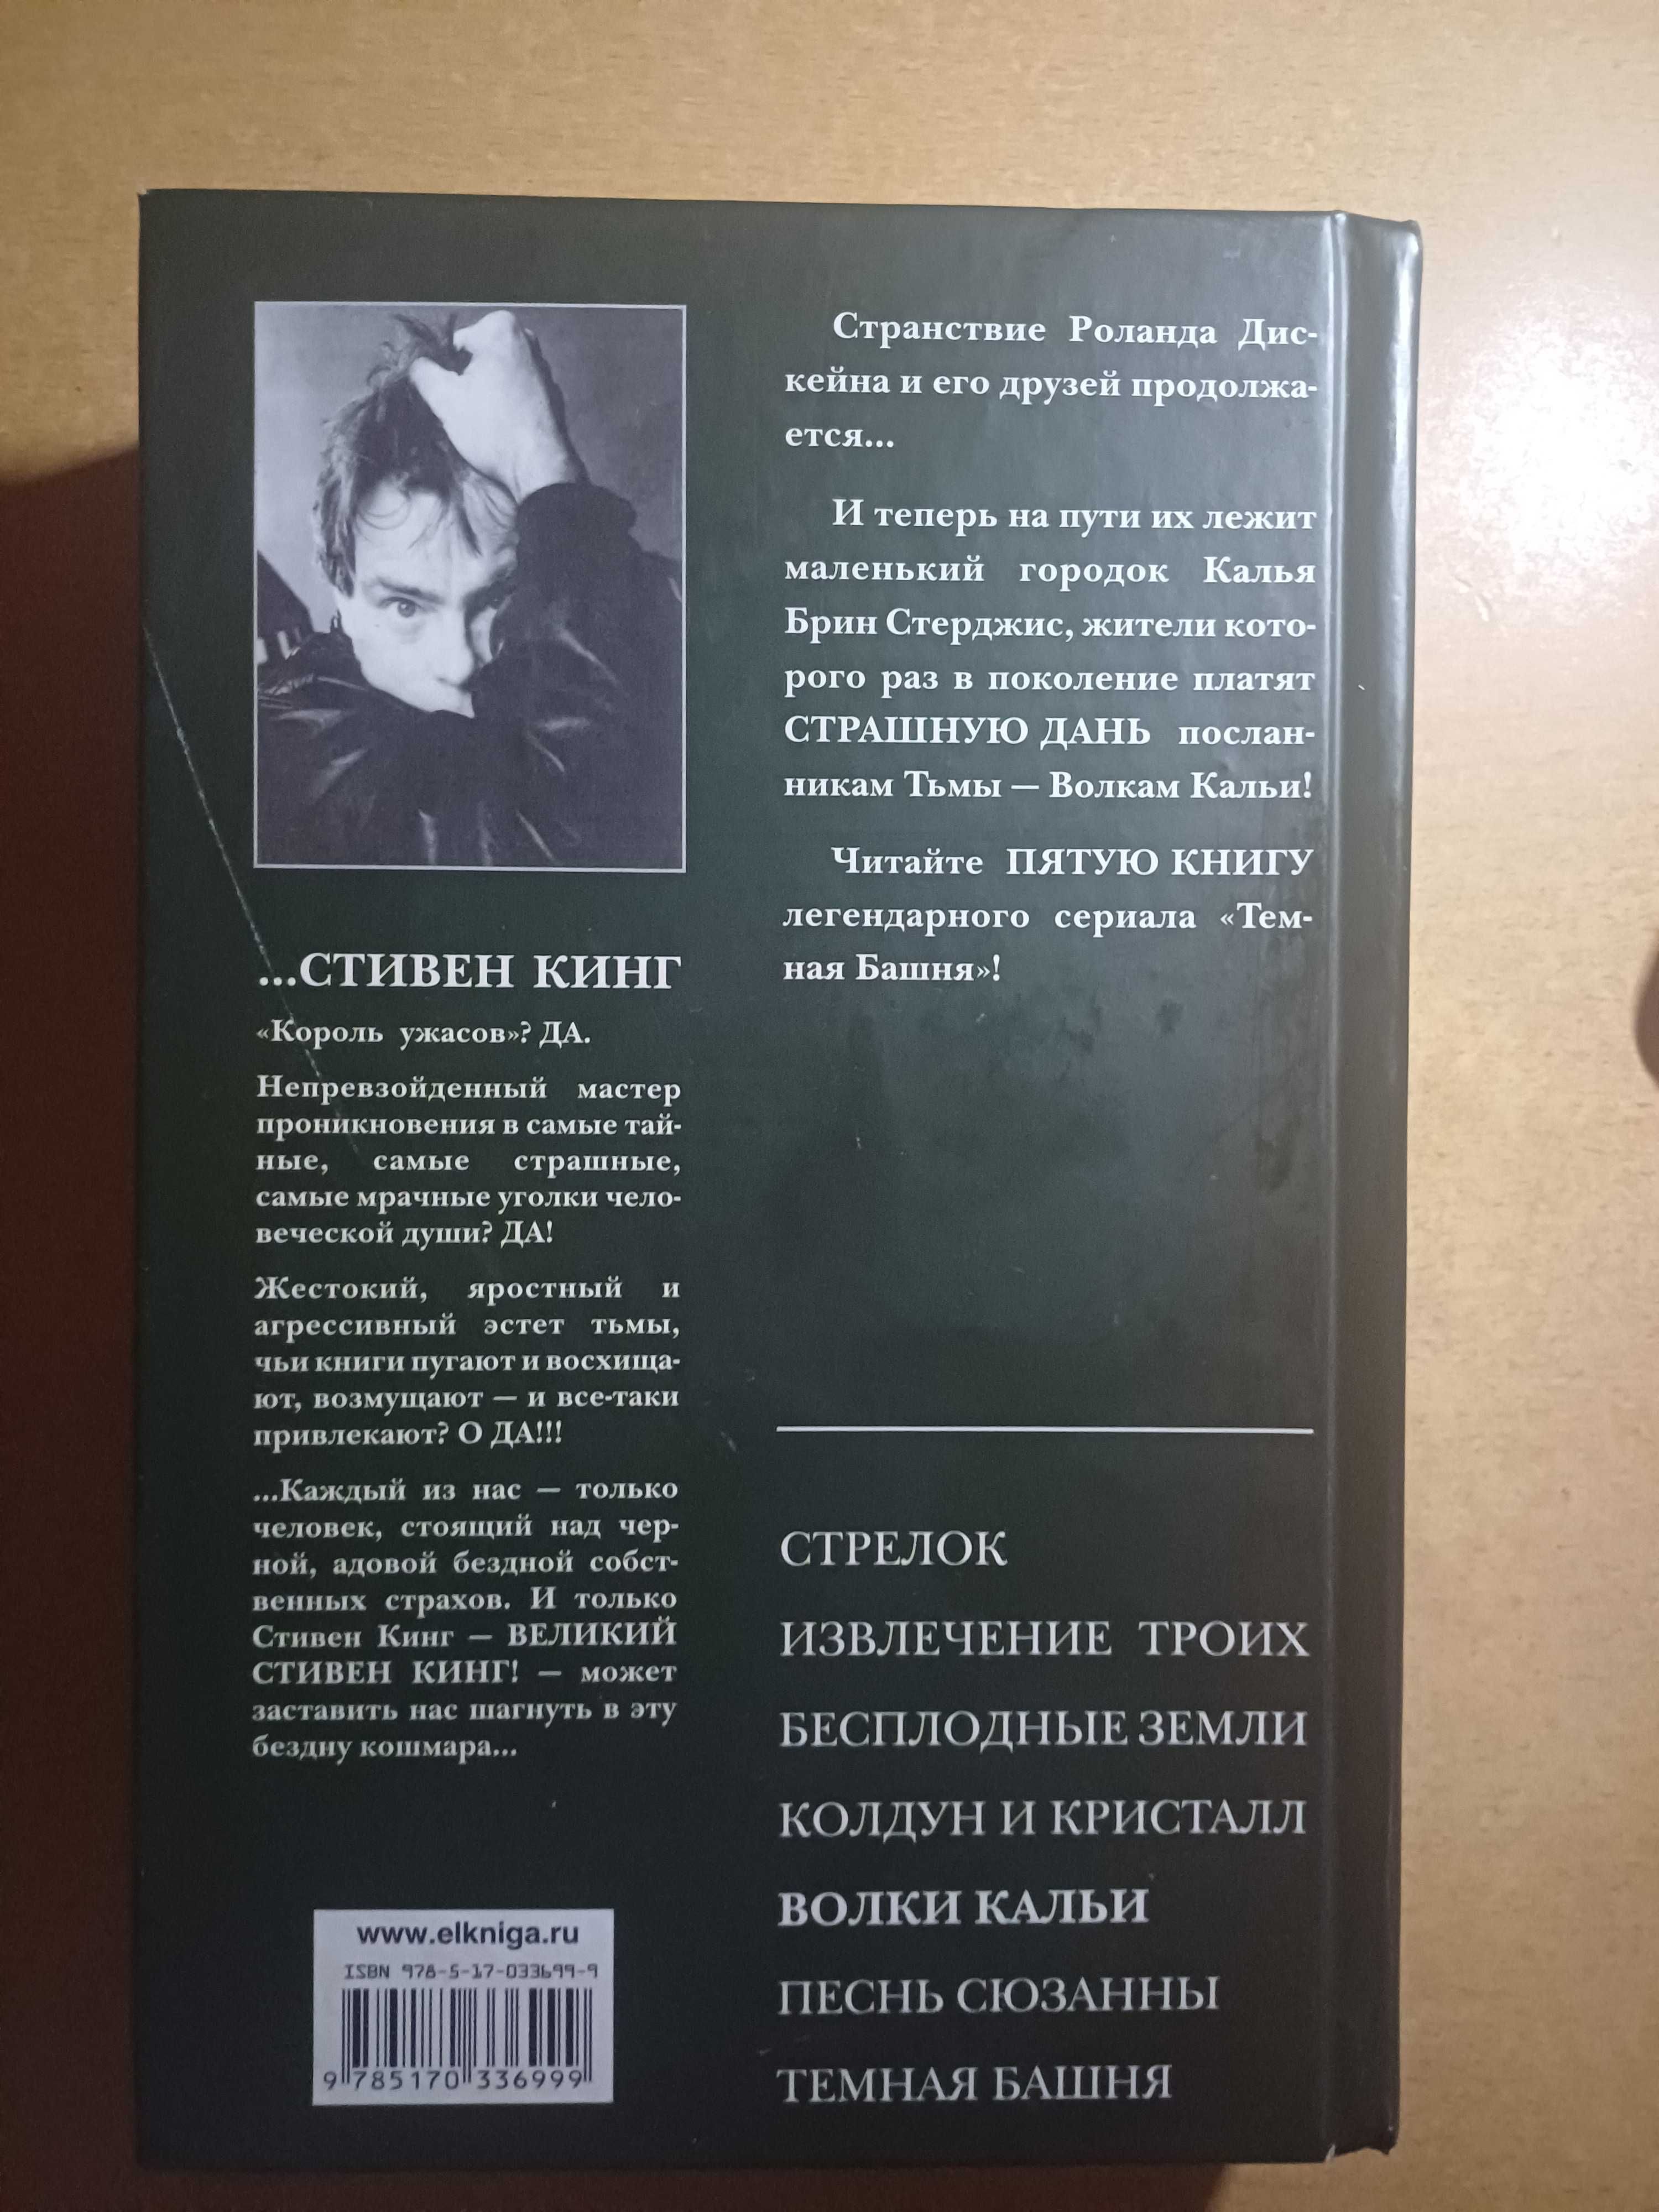 ...СТИВЕН КИНГ
«Король ужасов»? ДА.
Непревзойденный мастер
проникновения в самые тай-
ные, самые страшные,
самые мрачные уголки чело-
веческой души? ДА!
Жестокий, яростный и
агрессивный эстет тьмы,
чьи книги пугают и восхища-
ют, возмущают — и все-таки
привлекают? О ДА!!!
...Каждый из нас — только
человек, стоящий над чер-
ной, адовой бездной собст-
венных страхов. И только
Стивен Кинг — ВЕЛИКИЙ
СТИВЕН КИНГ! — может
заставить нас шагнуть в эту
бездну кошмара...
www.elkniga.ru
ISBN 978-5-17-033699-9
9 785170 336999
Странствие Роланда Дис-
кейна и его друзей продолжа-
ется...
И теперь на пути их лежит
маленький городок Калья
Брин Стерджис, жители кото-
рого раз в поколение платят
СТРАШНУЮ ДАНЬ послан-
никам Тьмы — Волкам Кальи!
Читайте ПЯТУЮ КНИГУ
легендарного сериала «Тем-
ная Башня»!
СТРЕЛОК
ИЗВЛЕЧЕНИЕ ТРОИХ
БЕСПЛОДНЫЕ ЗЕМЛИ
КОЛДУН И КРИСТАЛЛ
ВОЛКИ КАЛЬИ
ПЕСНЬ СЮЗАННЫ
ТЕМНАЯ БАШНЯ